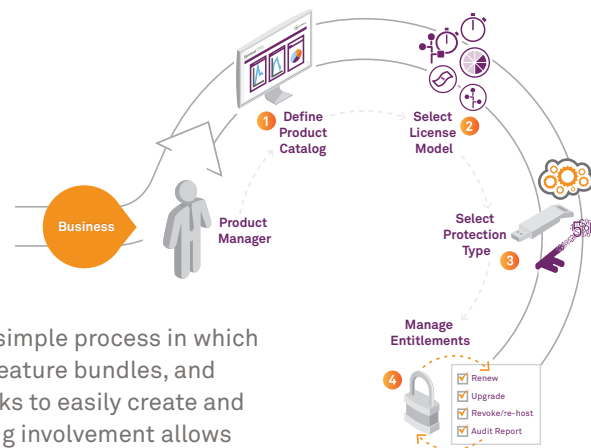 1
Define
Product
Catalog
Select
License
Model
2
Business
Product
Manager
Select
Protection
Type
3
simple process in which
eature bundles, and
ks to easily create and
g involvement allows
Manage
Entitlements
4
Renew
Upgrade
Revoke/re-host
Audit Report